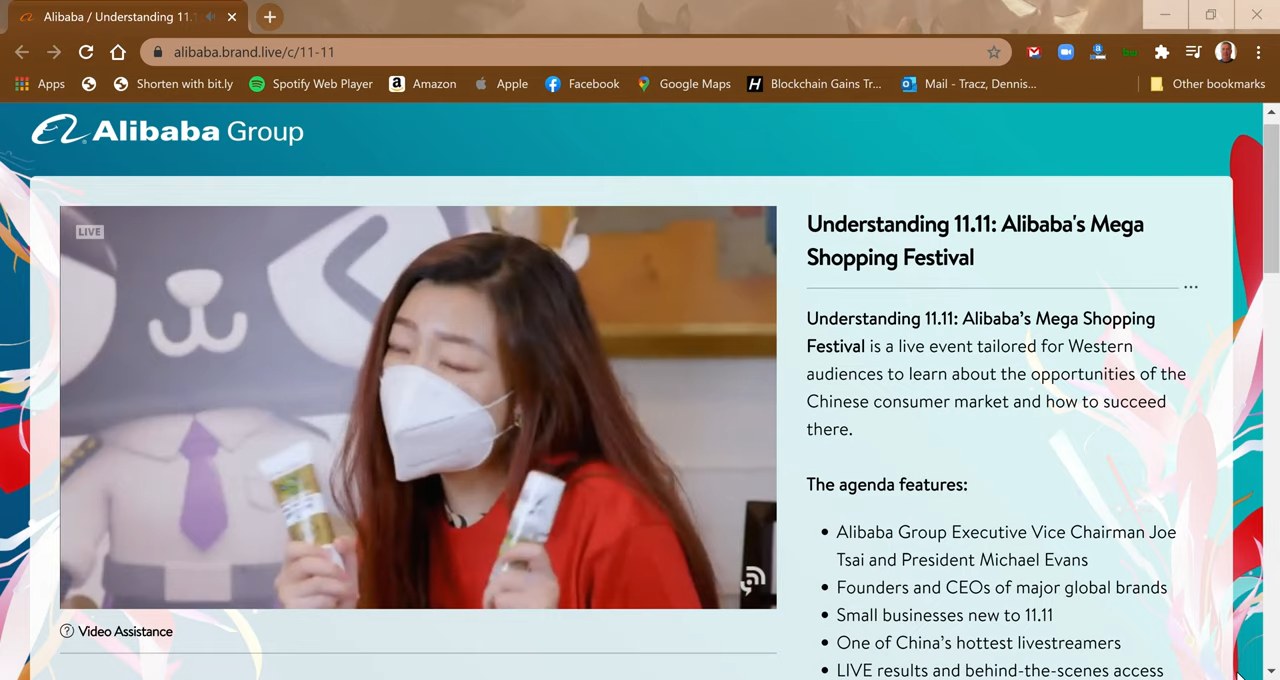 Alibaba / Understanding 11.1
alibaba.brand.live/c/11-11
Apps
Shorten with bit.ly
Spotify Web Player
Amazon
Apple
Facebook
Google Maps
Blockchain Gains Tr...
Mail - Tracz, Dennis...
Other bookmarks
Alibaba Group
LIVE
Video Assistance
Understanding 11.11: Alibaba's Mega
Shopping Festival
...
Understanding 11.11: Alibaba’s Mega Shopping
Festival is a live event tailored for Western
audiences to learn about the opportunities of the
Chinese consumer market and how to succeed
there.
The agenda features:
• Alibaba Group Executive Vice Chairman Joe
Tsai and President Michael Evans
• Founders and CEOs of major global brands
• Small businesses new to 11.11
• One of China’s hottest livestreamers
• LIVE results and behind-the-scenes access